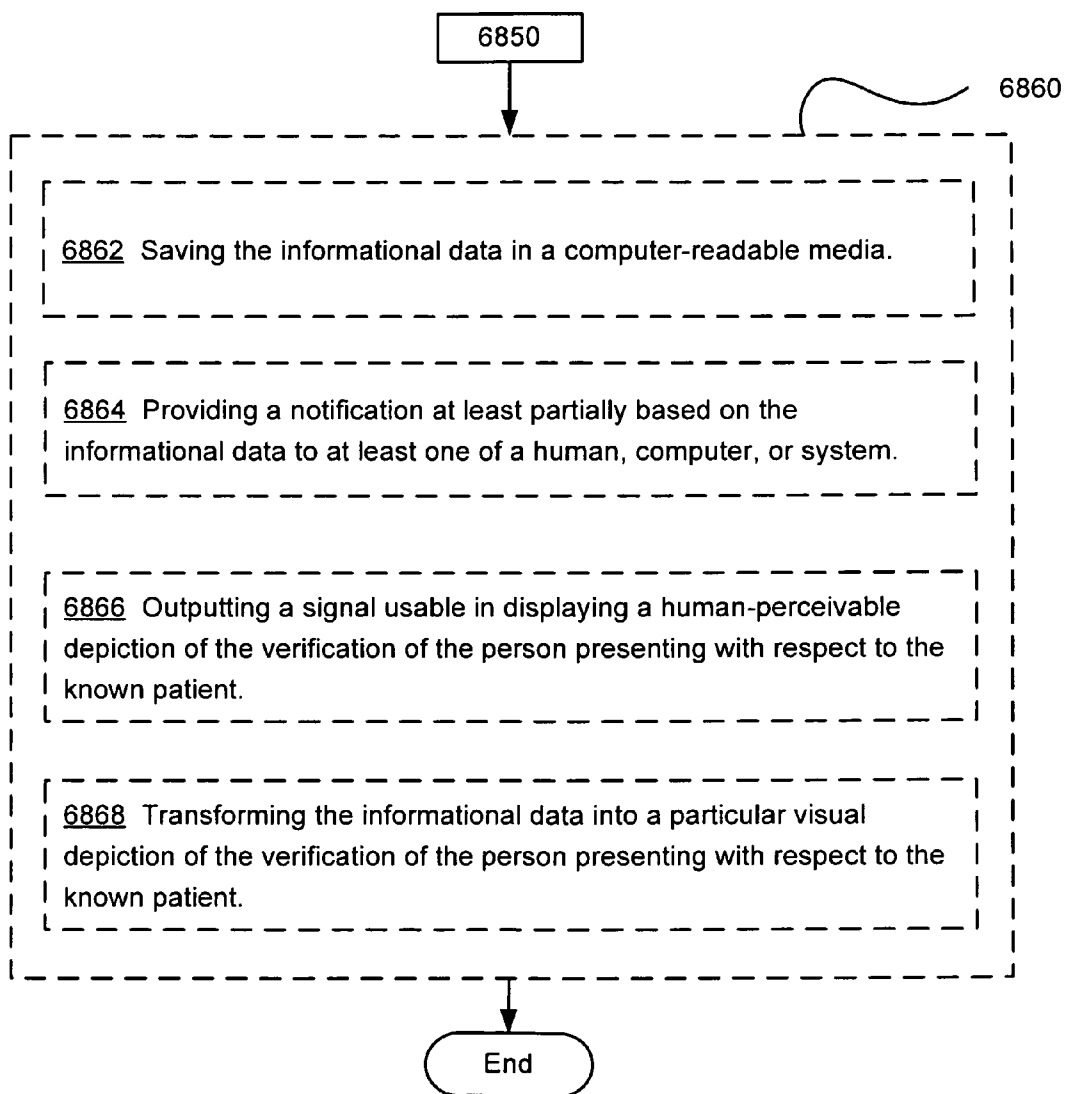 6850
6860
6862 Saving the informational data in a computer-readable media.
6864 Providing a notification at least partially based on the
informational data to at least one of a human, computer, or system.
6866 Outputting a signal usable in displaying a human-perceivable
depiction of the verification of the person presenting with respect to the
known patient.
6868 Transforming the informational data into a particular visual
depiction of the verification of the person presenting with respect to the
known patient.
End